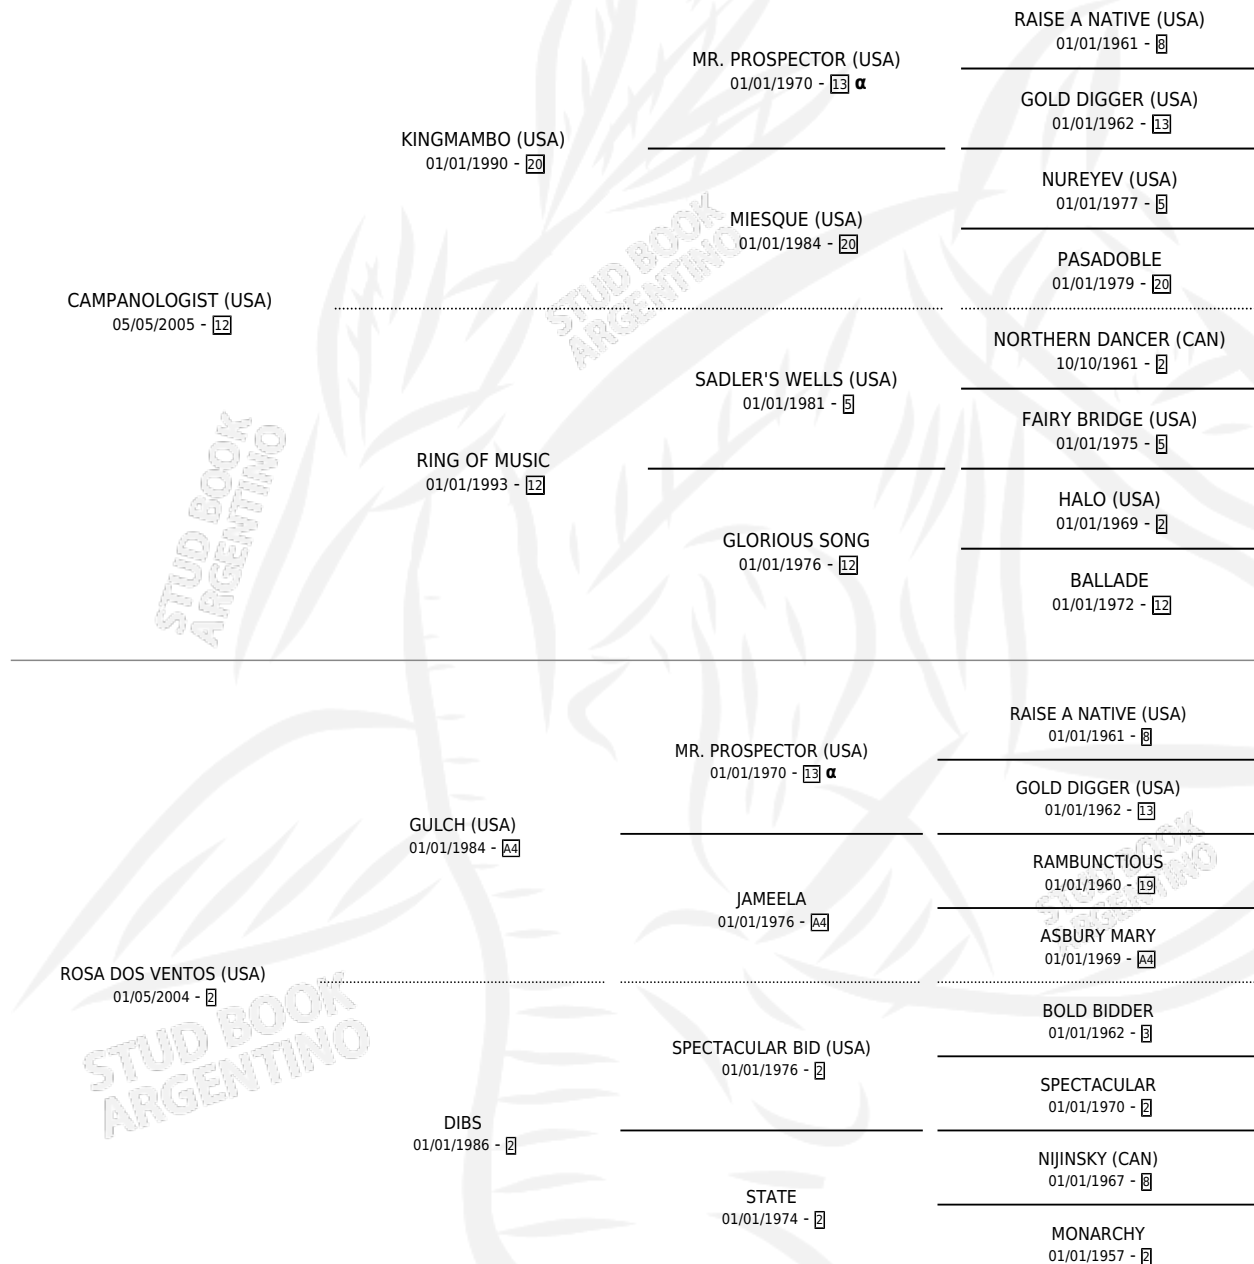 RAISE A NATIVE (USA)
01/01/1961 - 8
MR. PROSPECTOR (USA)
01/01/1970 - 13 α
GOLD DIGGER (USA)
01/01/1962 - 13
KINGMAMBO (USA)
01/01/1990 - 20
NUREYEV (USA)
01/01/1977 - 5
MIESQUE (USA)
01/01/1984 - 20
PASADOBLE
01/01/1979 - 20
STUD BOOK
ARGENTINO
CAMPANOLOGIST (USA)
05/05/2005 - 12
NORTHERN DANCER (CAN)
10/10/1961 - 2
SADLER'S WELLS (USA)
01/01/1981 - 5
FAIRY BRIDGE (USA)
01/01/1975 - 5
RING OF MUSIC
01/01/1993 - 12
HALO (USA)
01/01/1969 - 2
GLORIOUS SONG
01/01/1976 - 12
BALLADE
01/01/1972 - 12
STUD BOOK
ARGENTINO
RAISE A NATIVE (USA)
01/01/1961 - 8
MR. PROSPECTOR (USA)
01/01/1970 - 13 α
GOLD DIGGER (USA)
01/01/1962 - 13
GULCH (USA)
01/01/1984 - A4
RAMBUNCTIOUS
01/01/1960 - 19
JAMEELA
01/01/1976 - A4
ASBURY MARY
01/01/1969 - A4
STUD BOOK
ARGENTINO
ROSA DOS VENTOS (USA)
01/05/2004 - 2
BOLD BIDDER
01/01/1962 - 3
SPECTACULAR BID (USA)
01/01/1976 - 2
SPECTACULAR
01/01/1970 - 2
STUD BOOK
ARGENTINO
DIBS
01/01/1986 - 2
NIJINSKY (CAN)
01/01/1967 - 8
STATE
01/01/1974 - 2
MONARCHY
01/01/1957 - 2